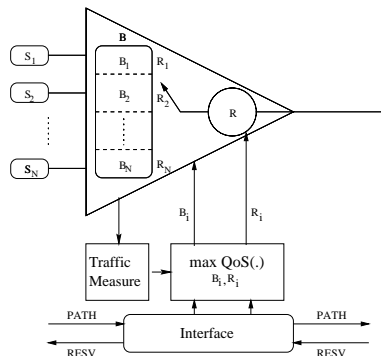 B
S1
B1
R1
S2
B2
R2
R
SN
BN
RN
Bi
Ri
Traffic
Measure
max QoS(.)
Bi,Ri
PATH
PATH
Interface
RESV
RESV